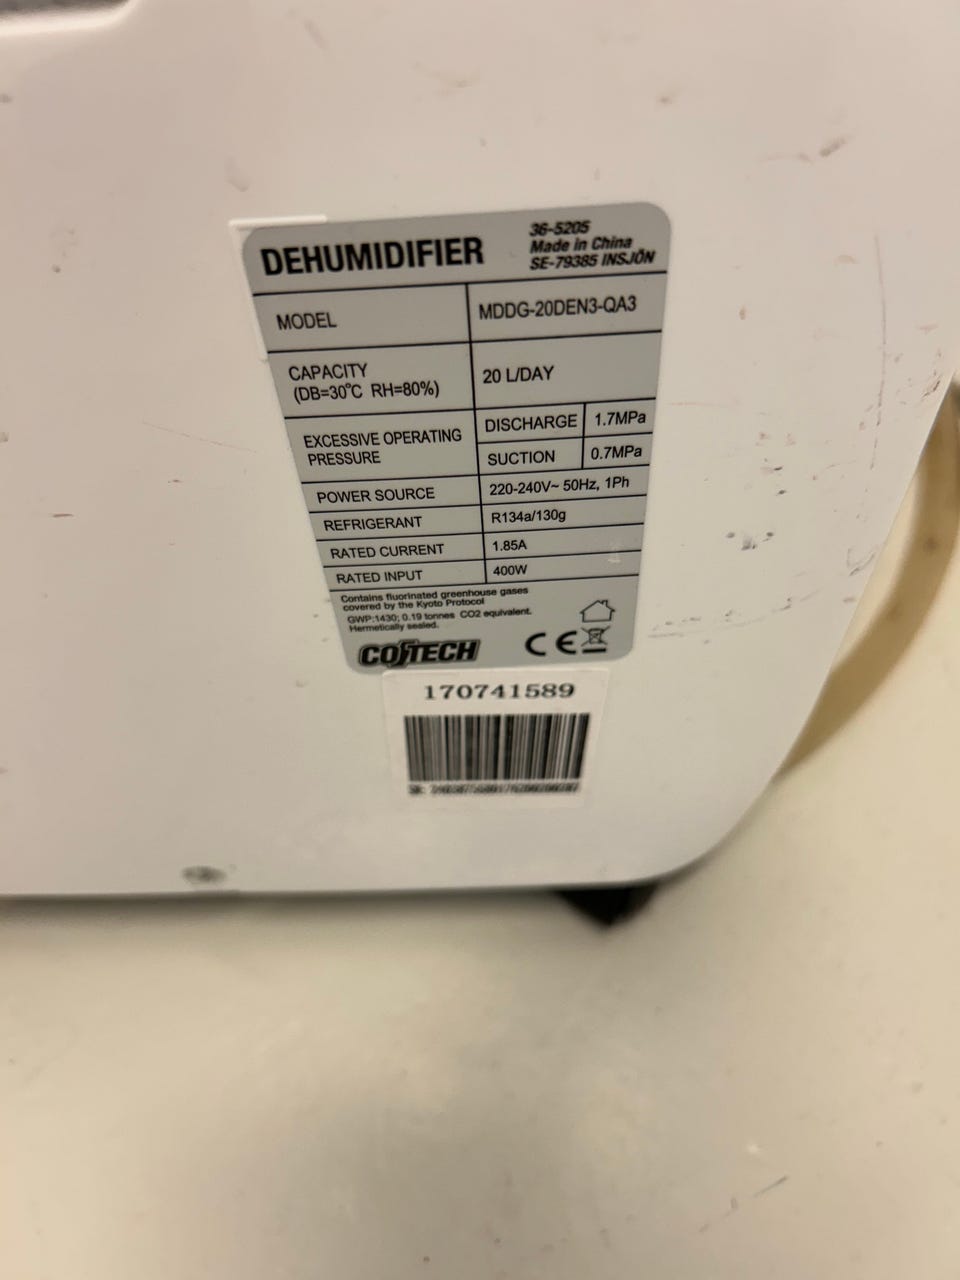 DEHUMIDIFIER
36-5205
Made in China
SE-79385 INSJÖN
MODEL MDDG-20DEN3-QA3
CAPACITY
(DB=30°C RH=80%) 20 L/DAY
EXCESSIVE OPERATING
PRESSURE
DISCHARGE 1.7MPa
SUCTION 0.7MPa
POWER SOURCE 220-240V~ 50Hz, 1Ph
REFRIGERANT R134a/130g
RATED CURRENT 1.85A
RATED INPUT 400W
Contains fluorinated greenhouse gases
covered by the Kyoto Protocol
GWP:1430; 0.19 tonnes CO2 equivalent.
Hermetically sealed.
COTECH
CE
170741589
SN: